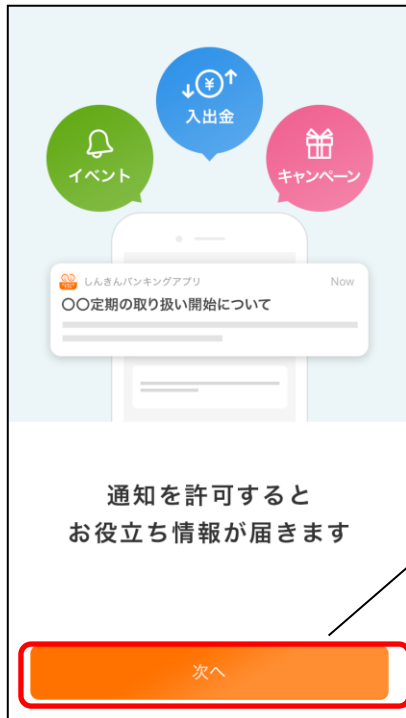 入出金
イベント
キャンペーン
しんきんバンキングアプリ Now
〇〇定期の取り扱い開始について
通知を許可すると
お役立ち情報が届きます
次へ